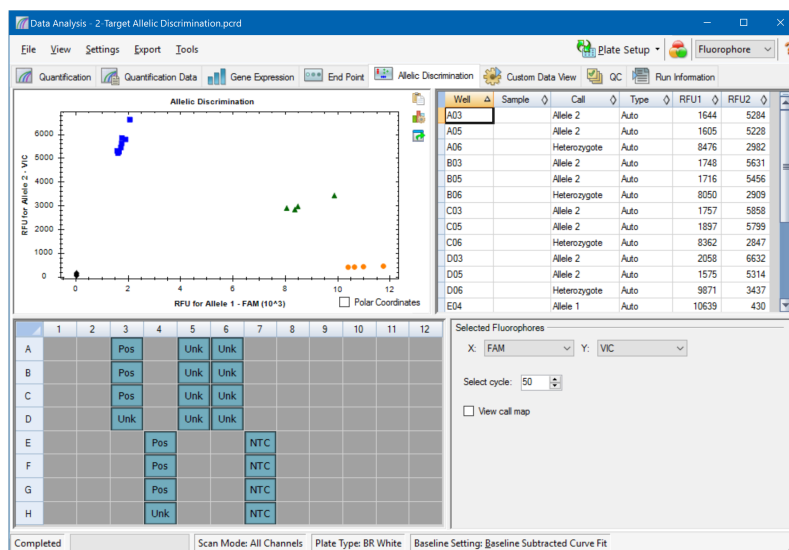 Data Analysis - 2-Target Allelic Discrimination.pcrd
File View Settings Export Tools Plate Setup Fluorophore
Quantification Quantification Data Gene Expression End Point Allelic Discrimination Custom Data View QC Run Information
Allelic Discrimination
RFU for Allele 2 - VIC
6000
5000
4000
3000
2000
1000
0
0 2 4 6 8 10 12
RFU for Allele 1 - FAM (10^3)
Polar Coordinates
Well Sample Call Type RFU1 RFU2
A03 Allele 2 Auto 1644 5284
A05 Allele 2 Auto 1605 5228
A06 Heterozygote Auto 8476 2982
B03 Allele 2 Auto 1748 5631
B05 Allele 2 Auto 1716 5456
B06 Heterozygote Auto 8050 2909
C03 Allele 2 Auto 1757 5858
C05 Allele 2 Auto 1897 5799
C06 Heterozygote Auto 8362 2847
D03 Allele 2 Auto 2058 6632
D05 Allele 2 Auto 1575 5314
D06 Heterozygote Auto 9871 3437
E04 Allele 1 Auto 10639 430
1 2 3 4 5 6 7 8 9 10 11 12
A Pos Unk Unk
B Pos Unk Unk
C Pos Unk Unk
D Unk Unk Unk
E Pos NTC
F Pos NTC
G Pos NTC
H Unk NTC
Selected Fluorophores
X: FAM Y: VIC
Select cycle: 50
View call map
Completed Scan Mode: All Channels Plate Type: BR White Baseline Setting: Baseline Subtracted Curve Fit